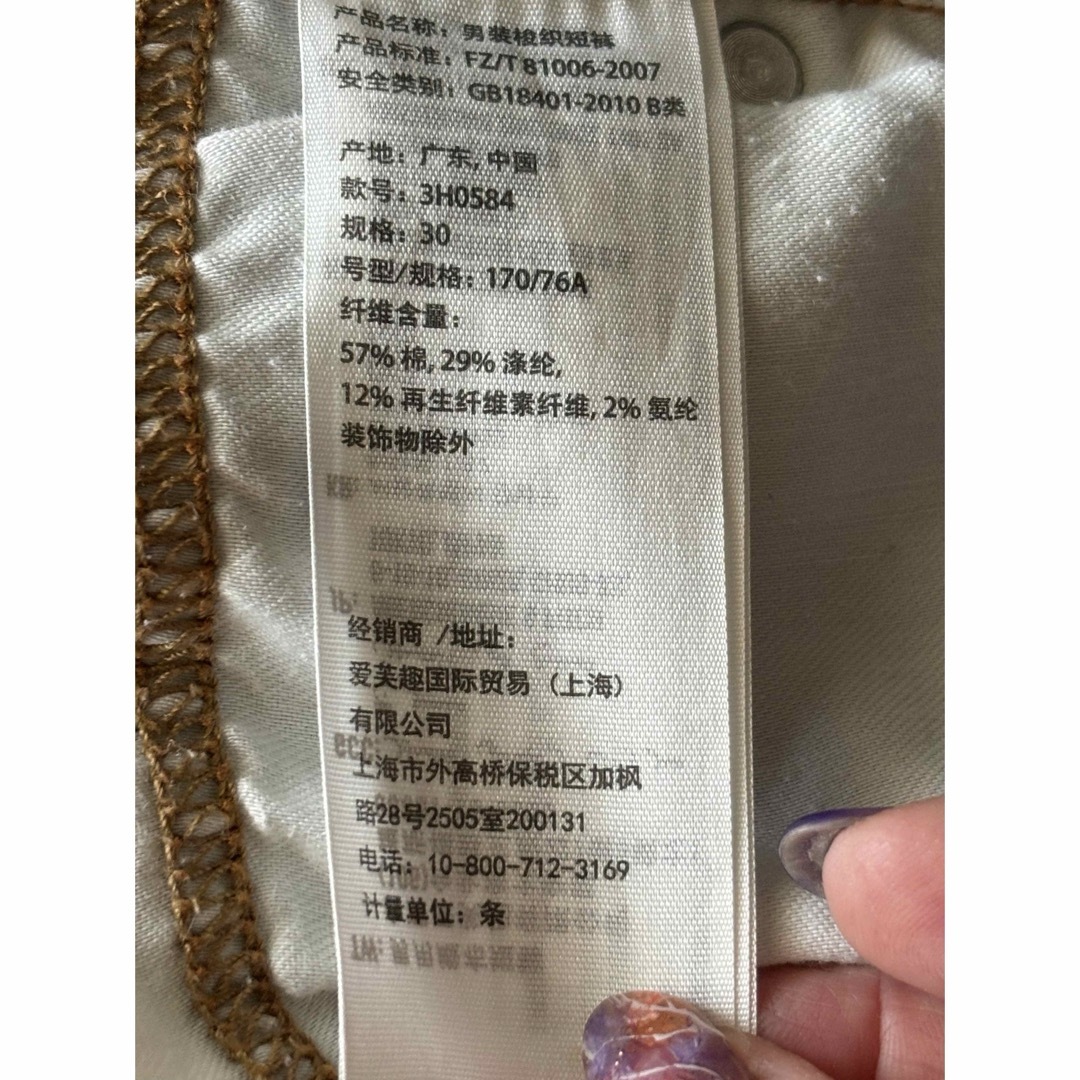 产品名称：男装梭织短裤
产品标准：FZ/T 81006-2007
安全类别：GB18401-2010 B类
产地：广东, 中国
款号：3H0584
规格：30
号型/规格：170/76A
纤维含量：
57% 棉, 29% 涤纶,
12% 再生纤维素纤维, 2% 氨纶
装饰物除外
经销商 /地址：
爱芙趣国际贸易（上海）
有限公司
上海市外高桥保税区加枫
路28号2505室200131
电话：10-800-712-3169
计量单位：条